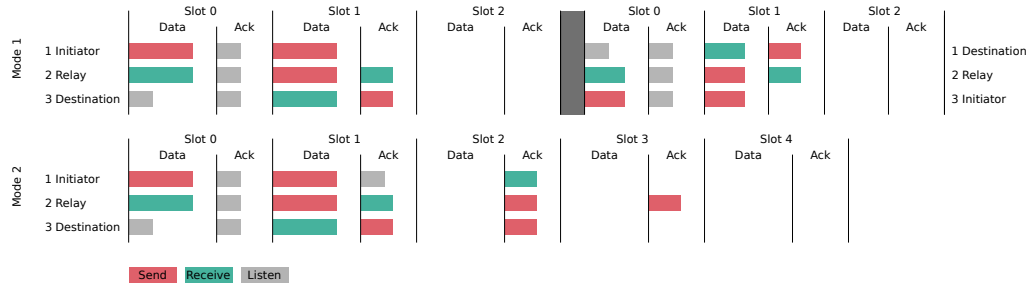 Slot 0 Slot 1 Slot 2 Slot 0 Slot 1 Slot 2
Data Ack Data Ack Data Ack Data Ack Data Ack Data Ack
Mode 1
1 Initiator 1 Destination
2 Relay 2 Relay
3 Destination 3 Initiator
Slot 0 Slot 1 Slot 2 Slot 3 Slot 4
Data Ack Data Ack Data Ack Data Ack Data Ack
Mode 2
1 Initiator
2 Relay
3 Destination
Send Receive Listen